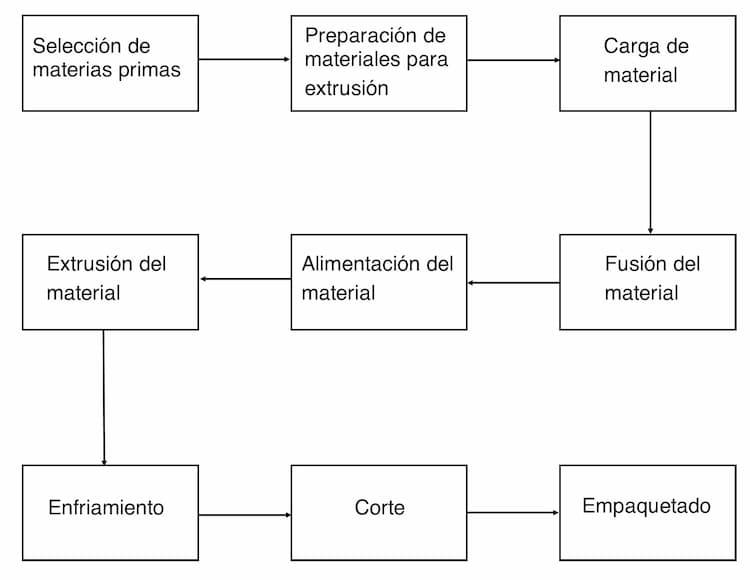 Selección de
materias primas
Preparación de
materiales para
extrusión
Carga de
material
Fusión del
material
Alimentación del
material
Extrusión del
material
Enfriamiento
Corte
Empaquetado